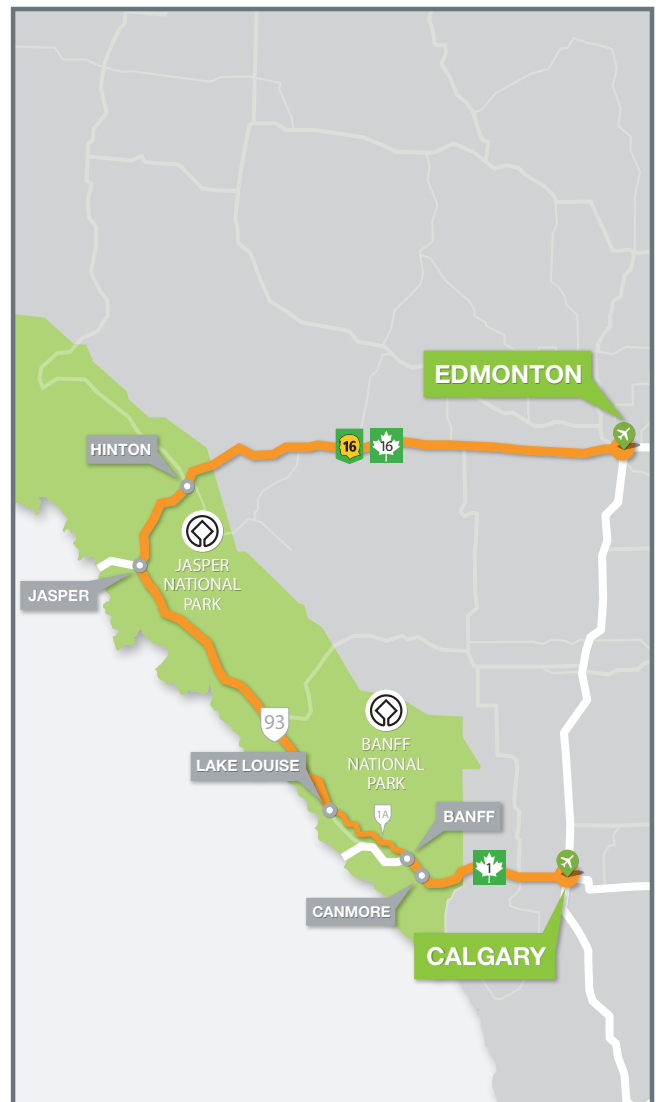 EDMONTON
HINTON
16
16
JASPER
NATIONAL
PARK
JASPER
93
BANFF
NATIONAL
PARK
LAKE LOUISE
1A
BANFF
1
CANMORE
CALGARY